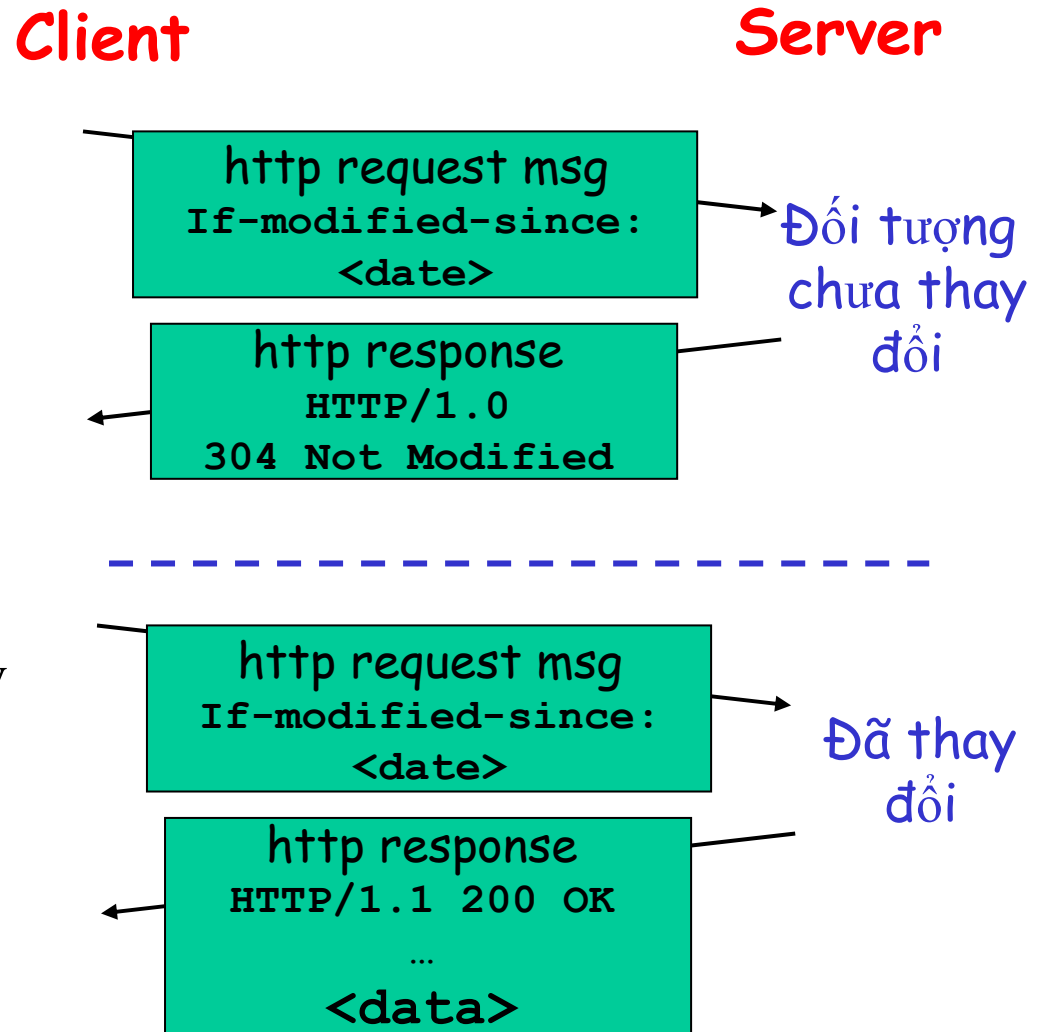 Client
Server
http request msg
If-modified-since:
<date>
Đối tượng
chưa thay
đổi
http response
HTTP/1.0
304 Not Modified
http request msg
If-modified-since:
<date>
Đã thay
đổi
http response
HTTP/1.1 200 OK
…
<data>